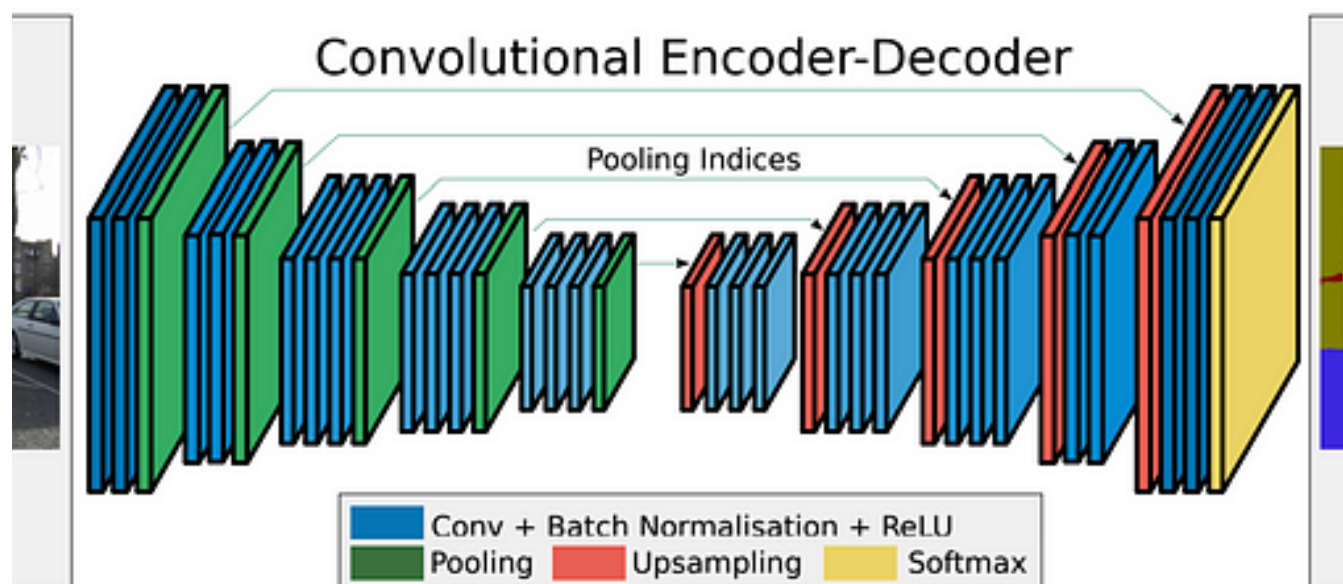 Convolutional Encoder-Decoder
Pooling Indices
Conv + Batch Normalisation + ReLU
Pooling Upsampling Softmax